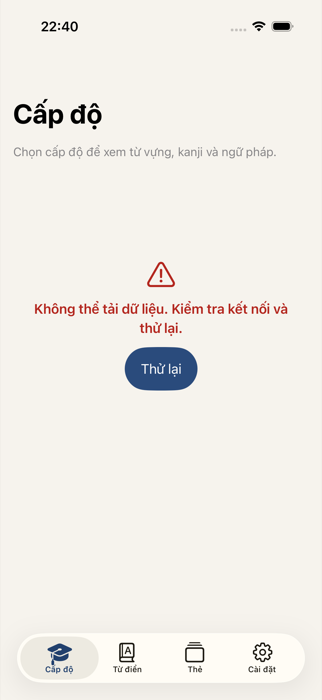 22:40
Cấp độ
Chọn cấp độ để xem từ vựng, kanji và ngữ pháp.
Không thể tải dữ liệu. Kiểm tra kết nối và
thử lại.
Thử lại
Cấp độ
Từ điển
Thẻ
Cài đặt